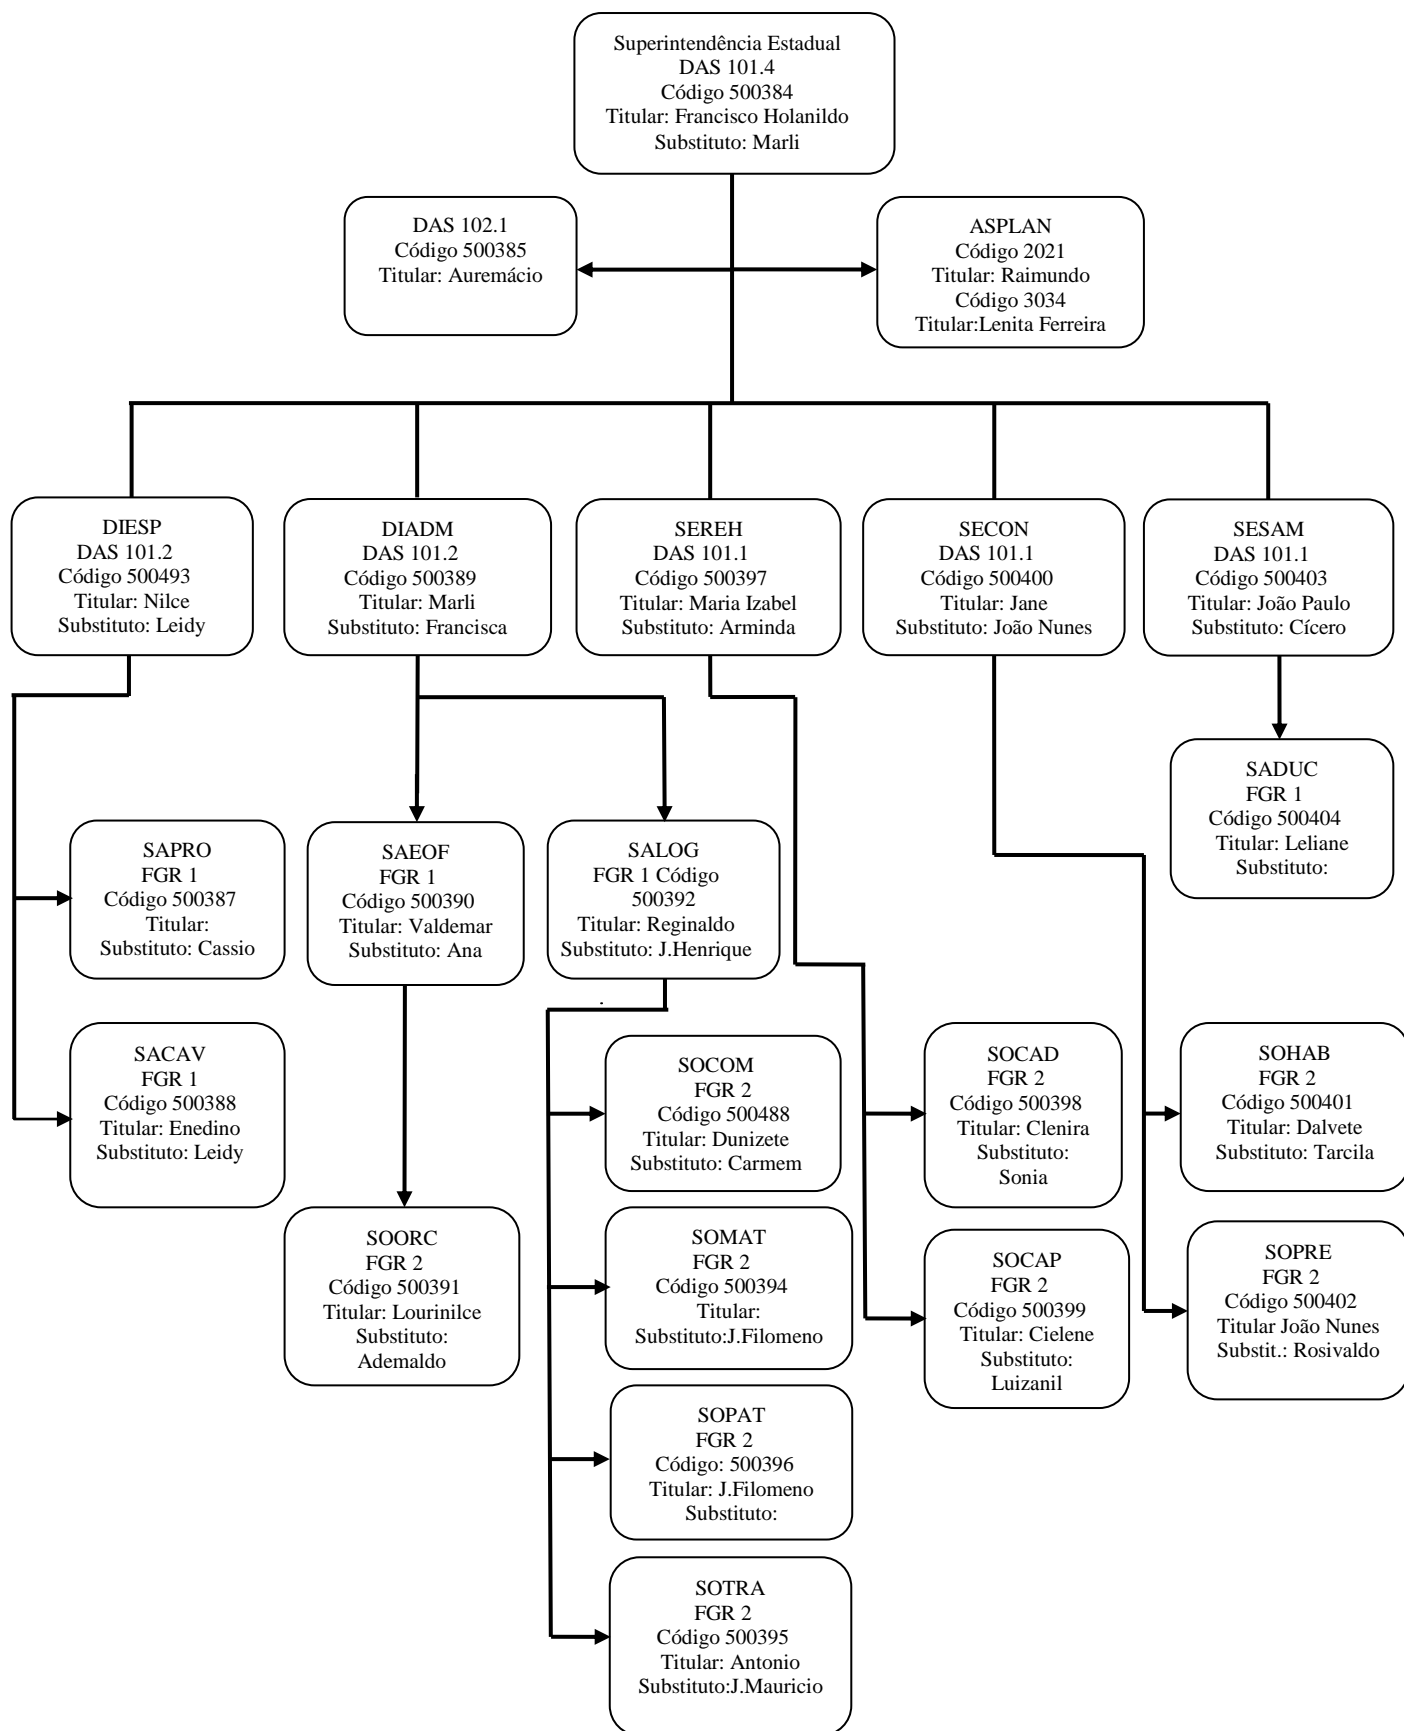 Superintendência Estadual
DAS 101.4
Código 500384
Titular: Francisco Holanildo
Substituto: Marli
DAS 102.1
Código 500385
Titular: Auremácio
ASPLAN
Código 2021
Titular: Raimundo
Código 3034
Titular:Lenita Ferreira
DIESP
DAS 101.2
Código 500493
Titular: Nilce
Substituto: Leidy
DIADM
DAS 101.2
Código 500389
Titular: Marli
Substituto: Francisca
SEREH
DAS 101.1
Código 500397
Titular: Maria Izabel
Substituto: Arminda
SECON
DAS 101.1
Código 500400
Titular: Jane
Substituto: João Nunes
SESAM
DAS 101.1
Código 500403
Titular: João Paulo
Substituto: Cícero
SADUC
FGR 1
Código 500404
Titular: Leliane
Substituto:
SAPRO
FGR 1
Código 500387
Titular:
Substituto: Cassio
SAEOF
FGR 1
Código 500390
Titular: Valdemar
Substituto: Ana
SALOG
FGR 1 Código
500392
Titular: Reginaldo
Substituto: J.Henrique
SACAV
FGR 1
Código 500388
Titular: Enedino
Substituto: Leidy
SOCOM
FGR 2
Código 500488
Titular: Dunizete
Substituto: Carmem
SOCAD
FGR 2
Código 500398
Titular: Clenira
Substituto:
Sonia
SOHAB
FGR 2
Código 500401
Titular: Dalvete
Substituto: Tarcila
SOORC
FGR 2
Código 500391
Titular: Lourinilce
Substituto:
Ademaldo
SOMAT
FGR 2
Código 500394
Titular:
Substituto:J.Filomeno
SOCAP
FGR 2
Código 500399
Titular: Cielene
Substituto:
Luizanil
SOPRE
FGR 2
Código 500402
Titular João Nunes
Substit.: Rosivaldo
SOPAT
FGR 2
Código: 500396
Titular: J.Filomeno
Substituto:
SOTRA
FGR 2
Código 500395
Titular: Antonio
Substituto:J.Mauricio